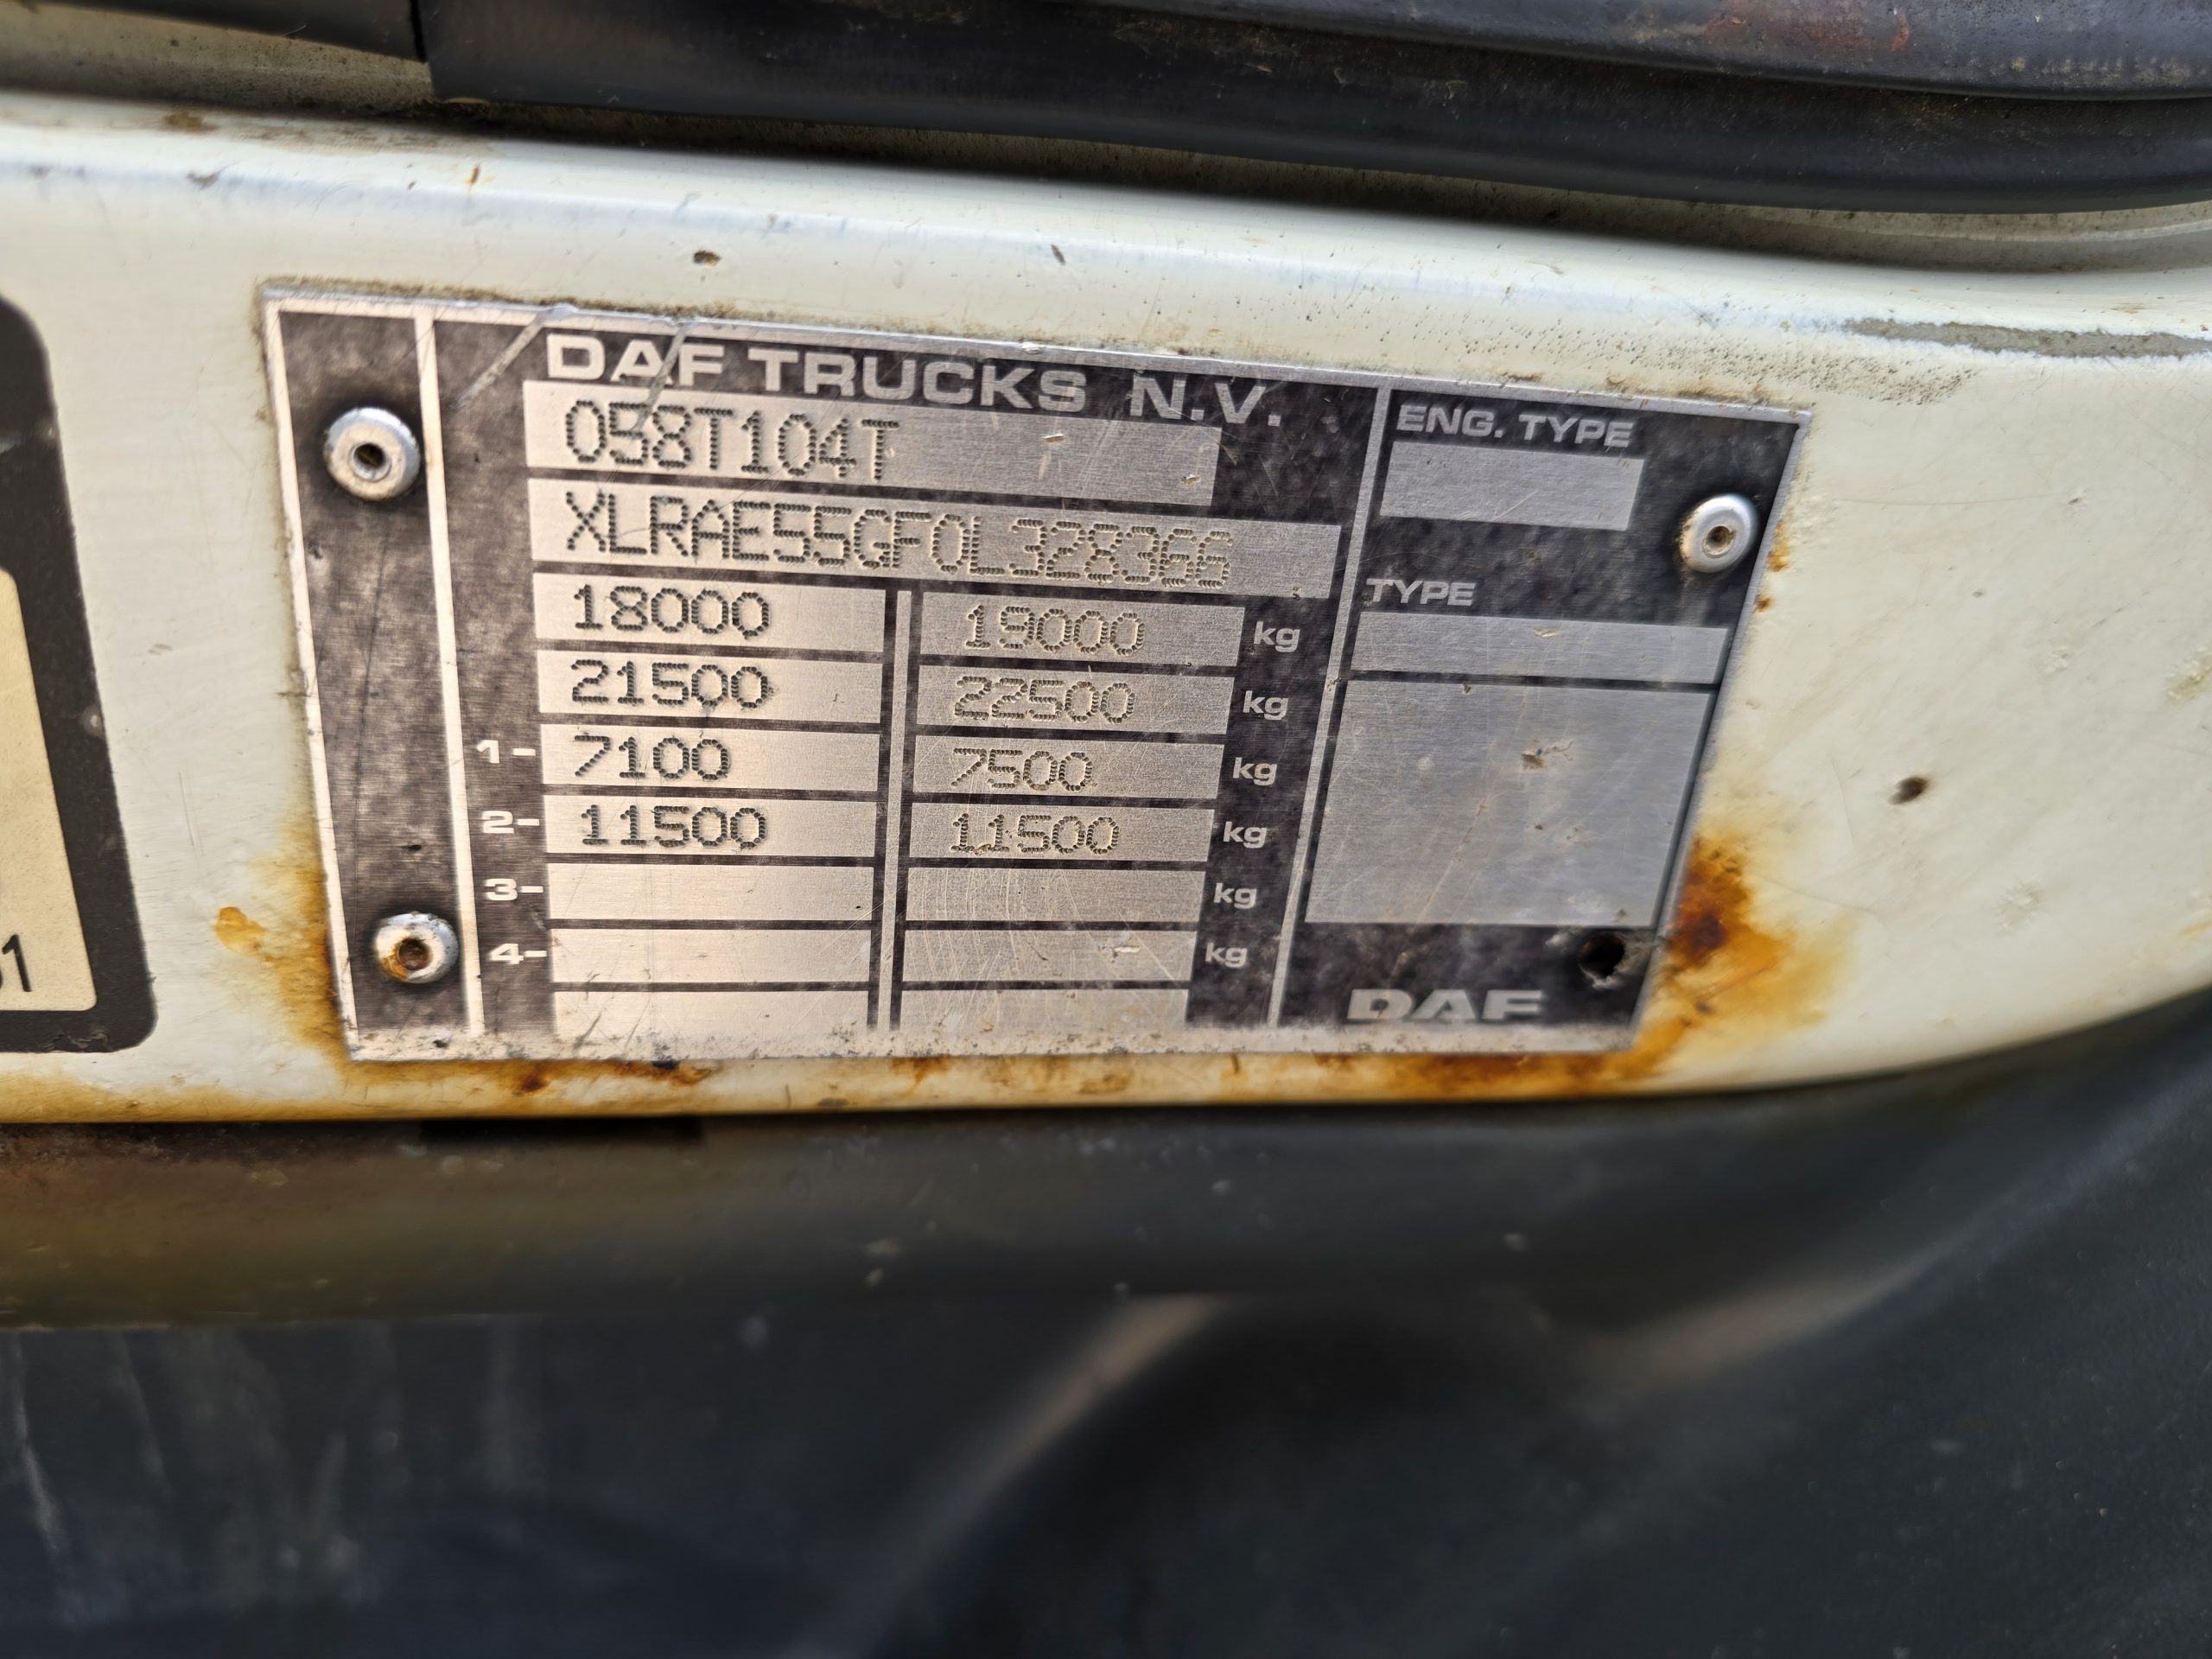 DAF TRUCKS N.V.
058T104T
XLRAE55GF0L328366
18000 19000 kg
21500 22500 kg
1- 7100 7500 kg
2- 11500 11500 kg
3- kg
4- kg
ENG. TYPE
TYPE
DAF